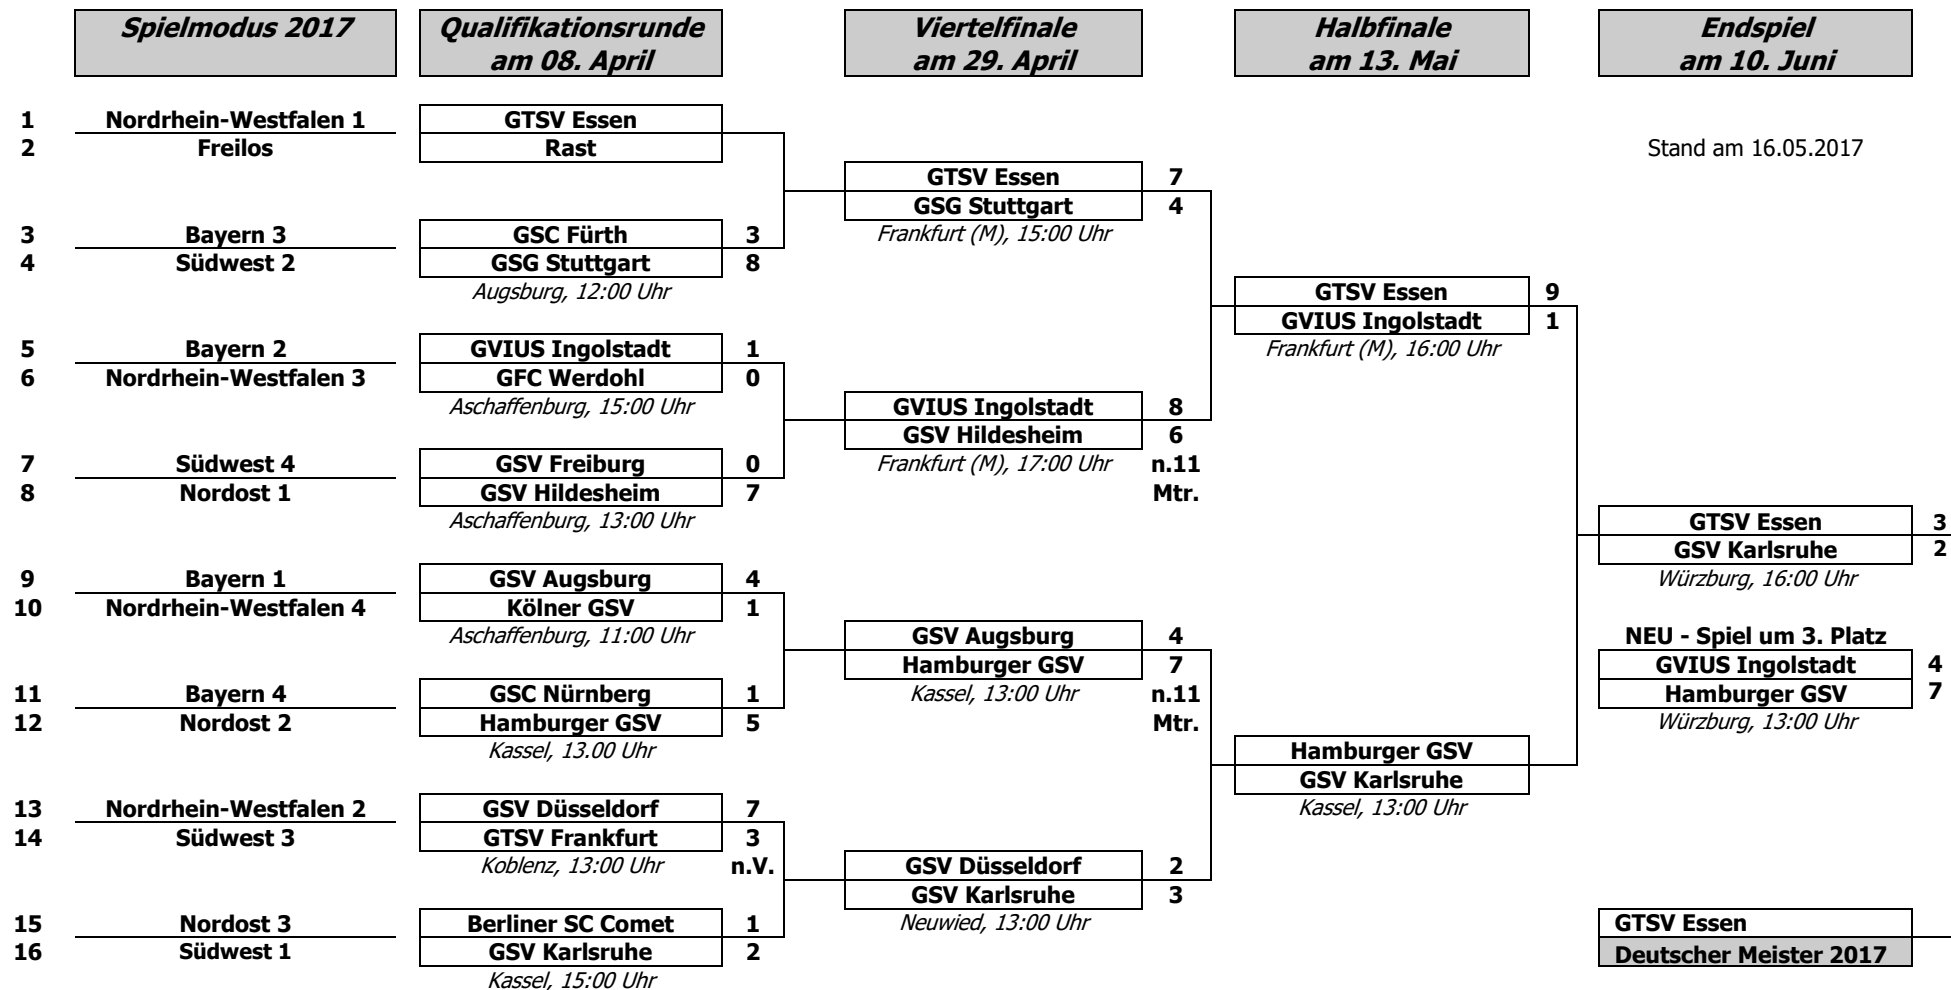 Spielmodus 2017
Qualifikationsrunde
am 08. April
Viertelfinale
am 29. April
Halbfinale
am 13. Mai
Endspiel
am 10. Juni
1 Nordrhein-Westfalen 1 GTSV Essen
2 Freilos Rast Stand am 16.05.2017
GTSV Essen 7
GSG Stuttgart 4
3 Bayern 3 GSC Fürth 3 Frankfurt (M), 15:00 Uhr
4 Südwest 2 GSG Stuttgart 8
Augsburg, 12:00 Uhr GTSV Essen 9
GVIUS Ingolstadt 1
5 Bayern 2 GVIUS Ingolstadt 1 Frankfurt (M), 16:00 Uhr
6 Nordrhein-Westfalen 3 GFC Werdohl 0
Aschaffenburg, 15:00 Uhr GVIUS Ingolstadt 8
GSV Hildesheim 6
7 Südwest 4 GSV Freiburg 0 Frankfurt (M), 17:00 Uhr n.11
8 Nordost 1 GSV Hildesheim 7 Mtr.
Aschaffenburg, 13:00 Uhr GTSV Essen 3
GSV Karlsruhe 2
9 Bayern 1 GSV Augsburg 4 Würzburg, 16:00 Uhr
10 Nordrhein-Westfalen 4 Kölner GSV 1
Aschaffenburg, 11:00 Uhr GSV Augsburg 4 NEU - Spiel um 3. Platz
Hamburger GSV 7 GVIUS Ingolstadt 4
11 Bayern 4 GSC Nürnberg 1 Kassel, 13:00 Uhr n.11 Hamburger GSV 7
12 Nordost 2 Hamburger GSV 5 Mtr. Würzburg, 13:00 Uhr
Kassel, 13.00 Uhr Hamburger GSV
GSV Karlsruhe
13 Nordrhein-Westfalen 2 GSV Düsseldorf 7 Kassel, 13:00 Uhr
14 Südwest 3 GTSV Frankfurt 3
Koblenz, 13:00 Uhr n.V. GSV Düsseldorf 2
GSV Karlsruhe 3
15 Nordost 3 Berliner SC Comet 1 Neuwied, 13:00 Uhr GTSV Essen
16 Südwest 1 GSV Karlsruhe 2 Deutscher Meister 2017
Kassel, 15:00 Uhr